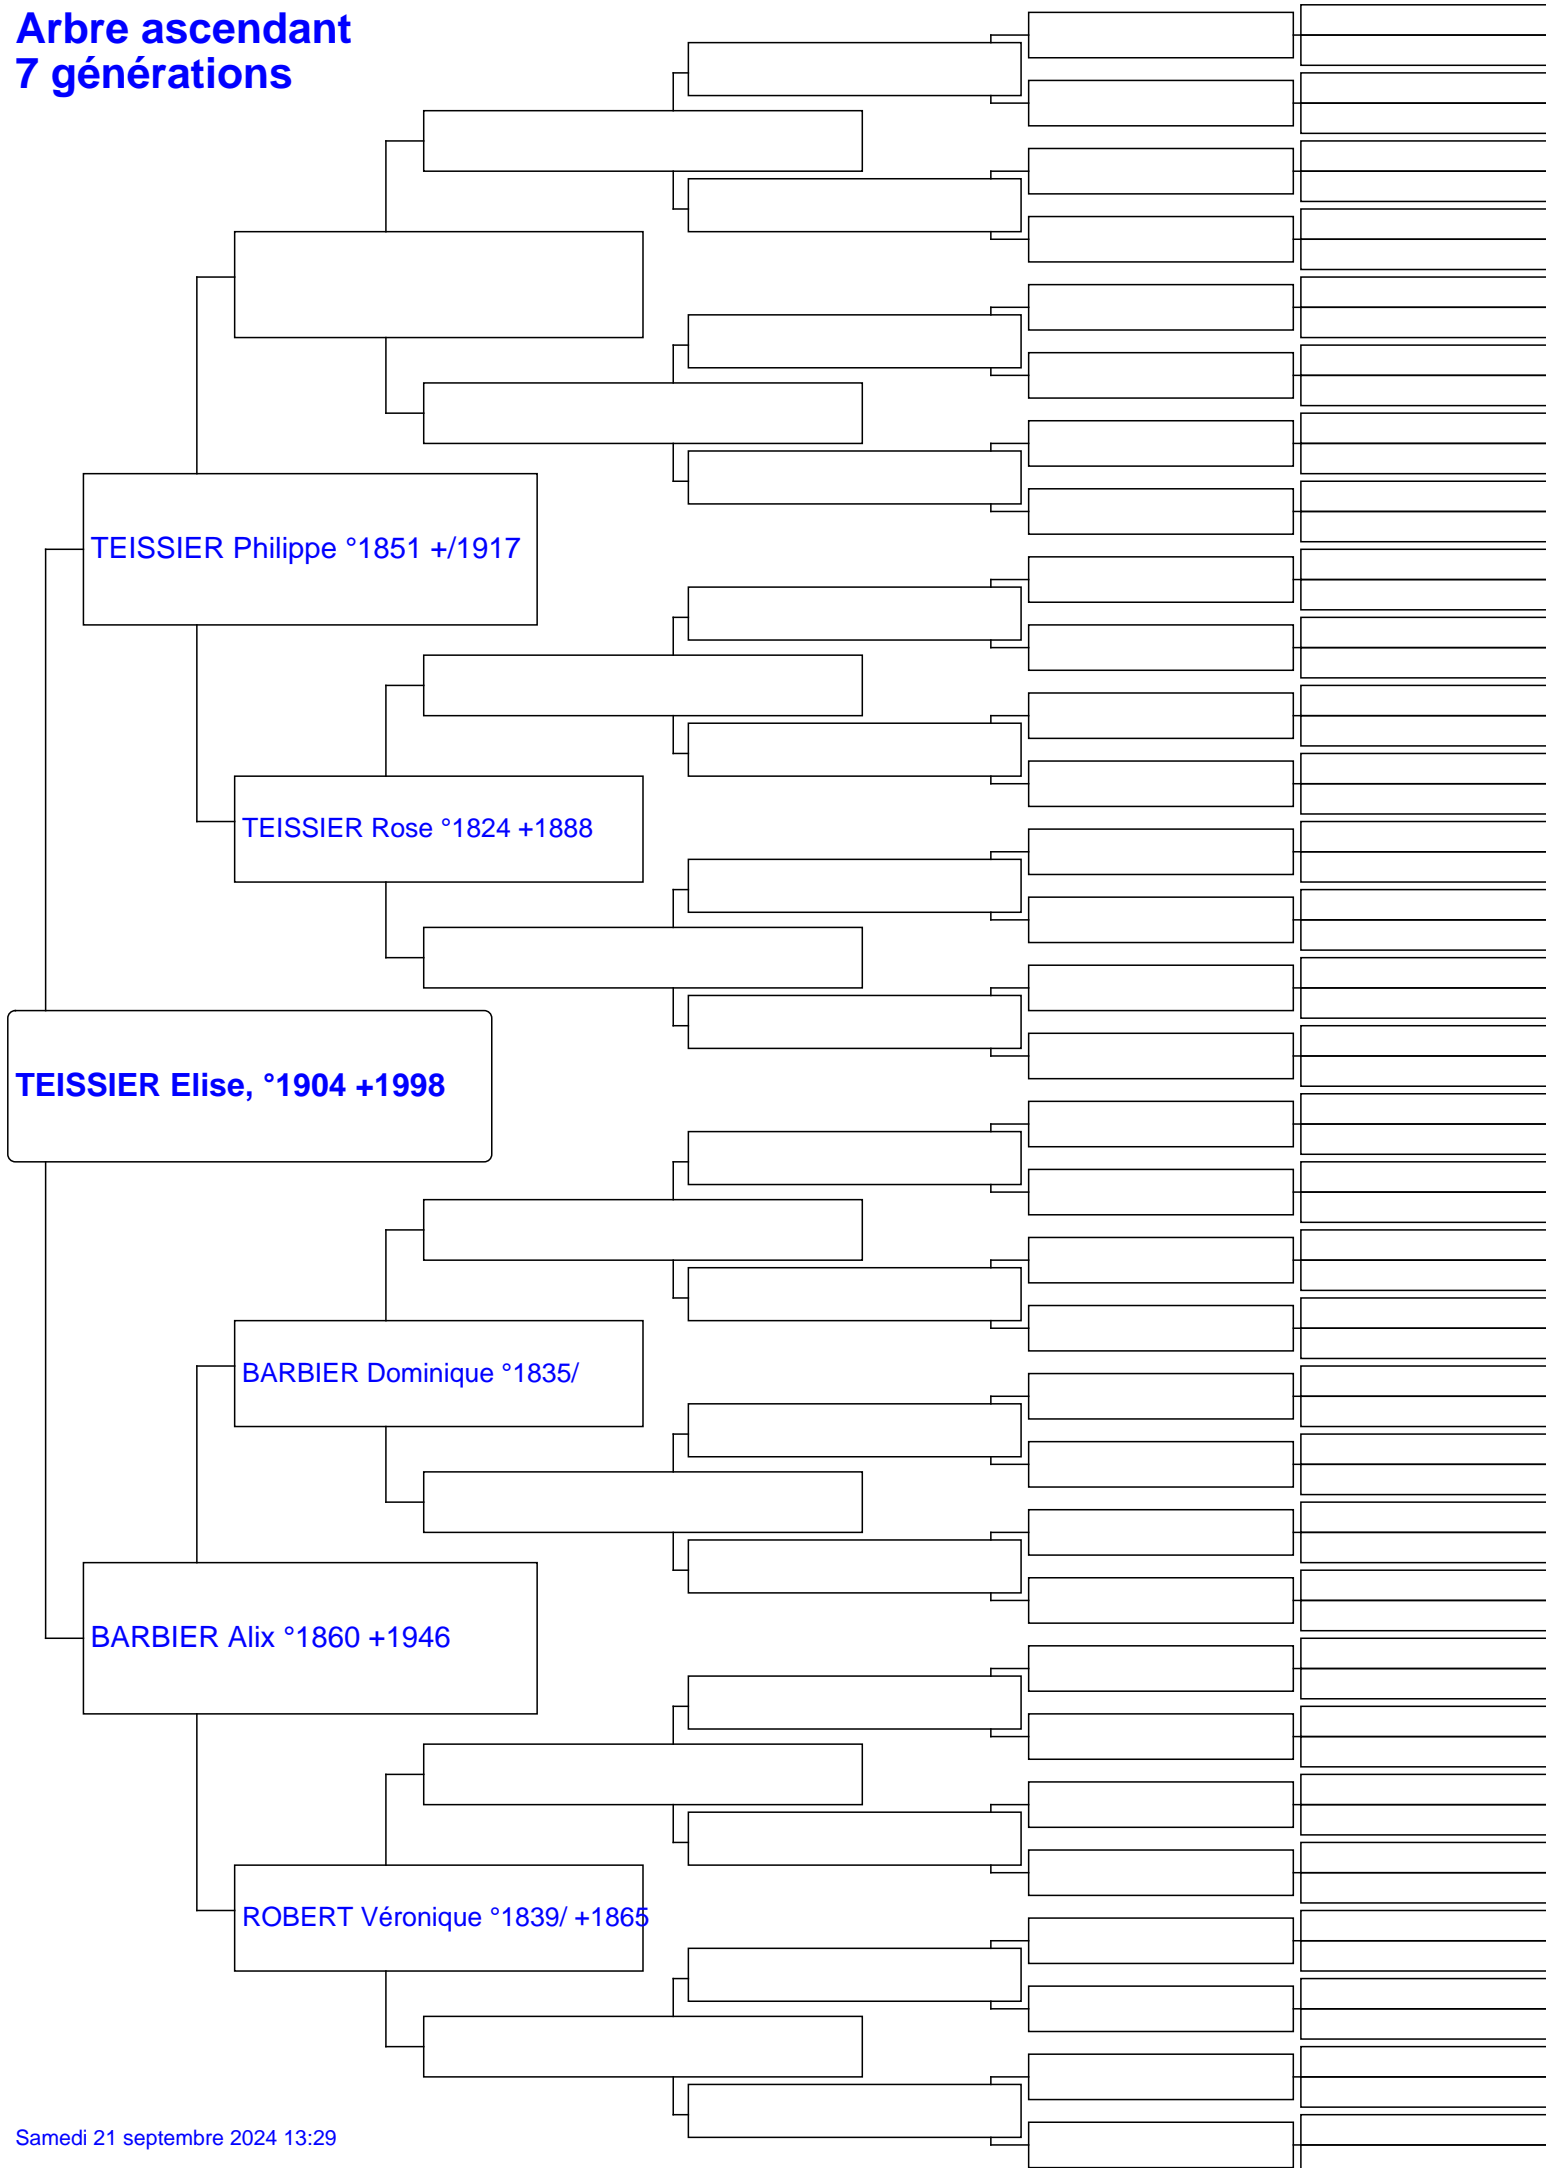 Arbre ascendant
7 générations
TEISSIER Philippe °1851 +/1917
TEISSIER Rose °1824 +1888
TEISSIER Elise, °1904 +1998
BARBIER Dominique °1835/
BARBIER Alix °1860 +1946
ROBERT Véronique °1839/ +1865
Samedi 21 septembre 2024 13:29